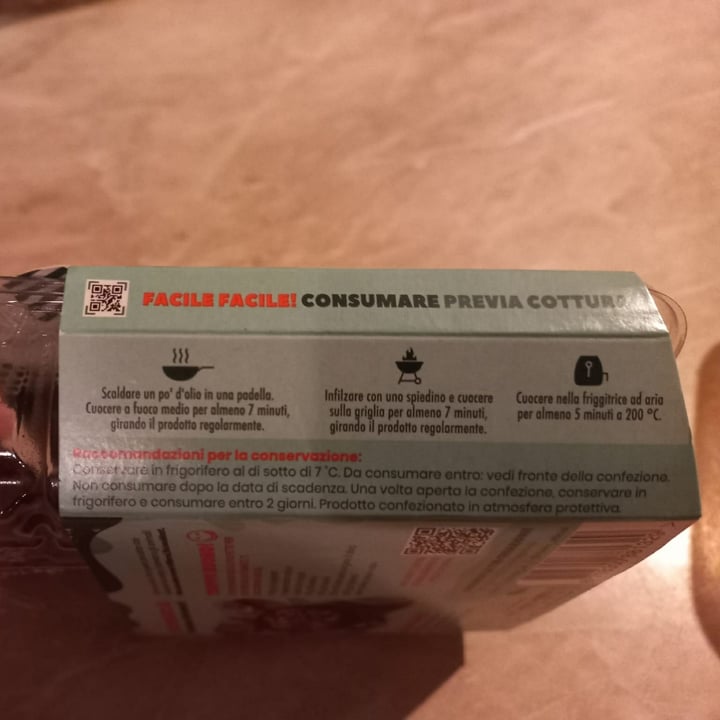 FACILE FACILE! CONSUMARE PREVIA COTTURA
Scaldare un po' d'olio in una padella.
Cuocere a fuoco medio per almeno 7 minuti,
girando il prodotto regolarmente.
Infilzare con uno spiedino e cuocere
sulla griglia per almeno 7 minuti,
girando il prodotto regolarmente.
Cuocere nella friggitrice ad aria
per almeno 5 minuti a 200 °C.
Raccomandazioni per la conservazione:
Conservare in frigorifero al di sotto di 7 °C. Da consumare entro: vedi fronte della confezione.
Non consumare dopo la data di scadenza. Una volta aperta la confezione, conservare in
frigorifero e consumare entro 2 giorni. Prodotto confezionato in atmosfera protettiva.